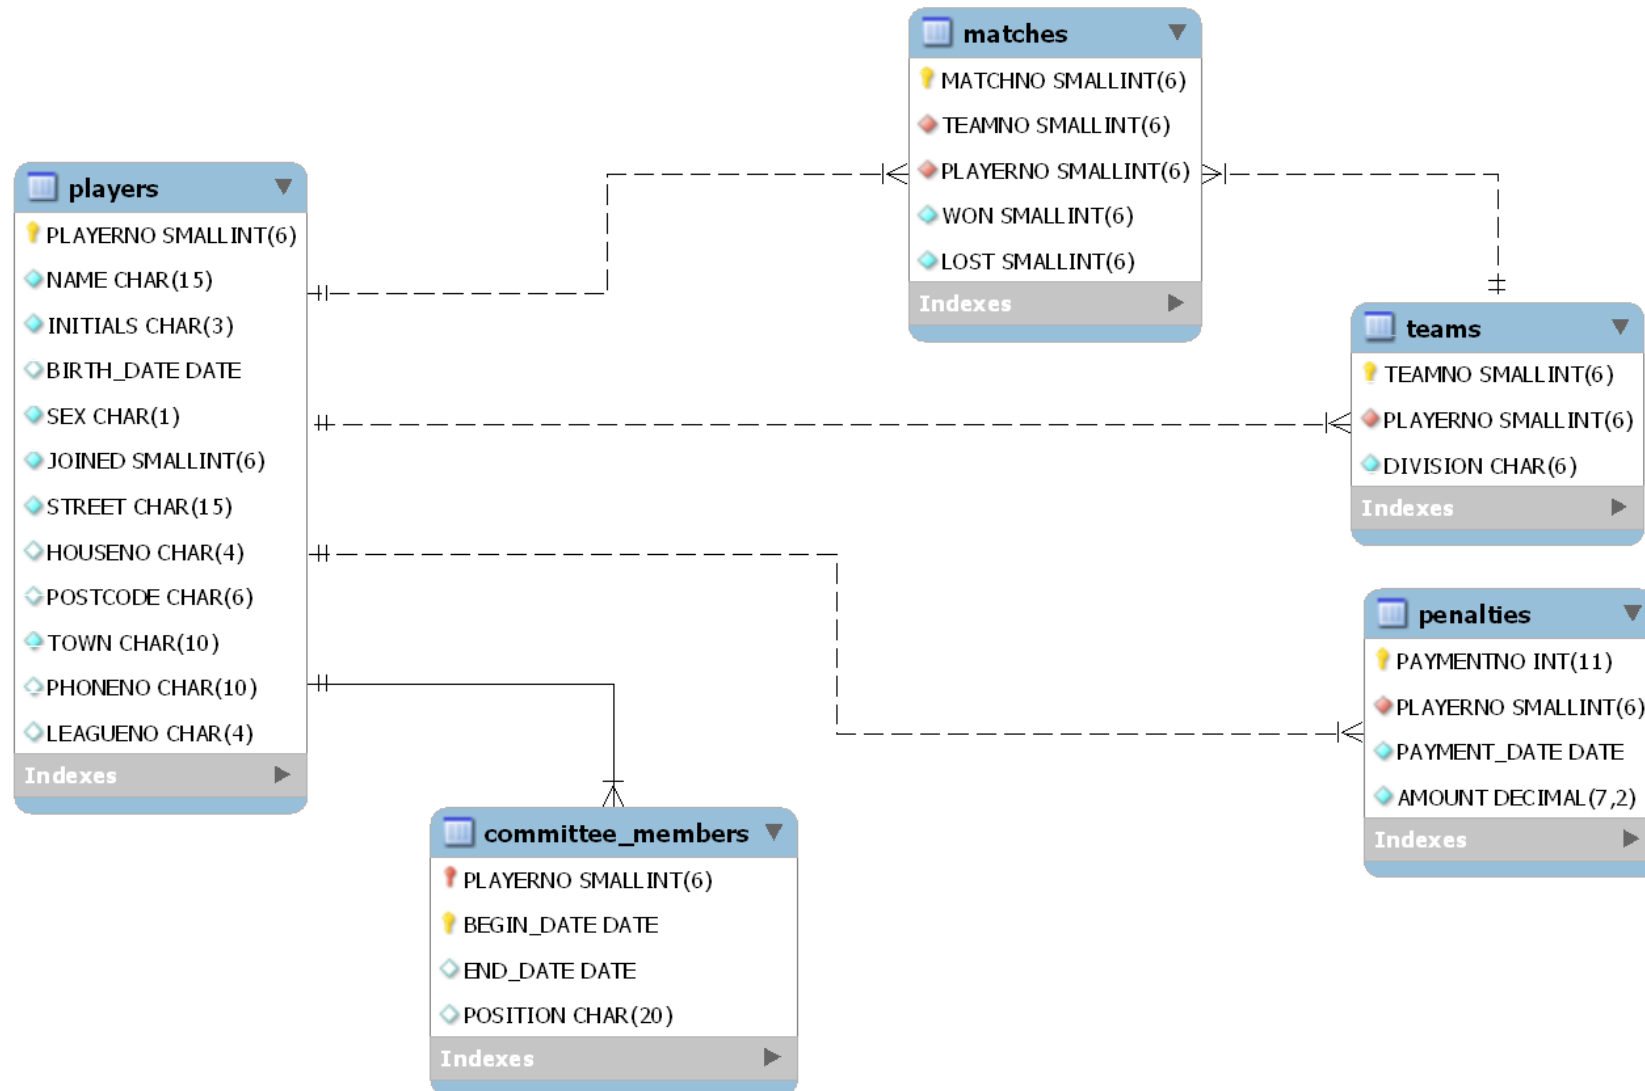 players
PLAYERNO SMALLINT(6)
NAME CHAR(15)
INITIALS CHAR(3)
BIRTH_DATE DATE
SEX CHAR(1)
JOINED SMALLINT(6)
STREET CHAR(15)
HOUSENO CHAR(4)
POSTCODE CHAR(6)
TOWN CHAR(10)
PHONENO CHAR(10)
LEAGUENO CHAR(4)
Indexes
matches
MATCHNO SMALLINT(6)
TEAMNO SMALLINT(6)
PLAYERNO SMALLINT(6)
WON SMALLINT(6)
LOST SMALLINT(6)
Indexes
teams
TEAMNO SMALLINT(6)
PLAYERNO SMALLINT(6)
DIVISION CHAR(6)
Indexes
penalties
PAYMENTNO INT(11)
PLAYERNO SMALLINT(6)
PAYMENT_DATE DATE
AMOUNT DECIMAL(7,2)
Indexes
committee_members
PLAYERNO SMALLINT(6)
BEGIN_DATE DATE
END_DATE DATE
POSITION CHAR(20)
Indexes